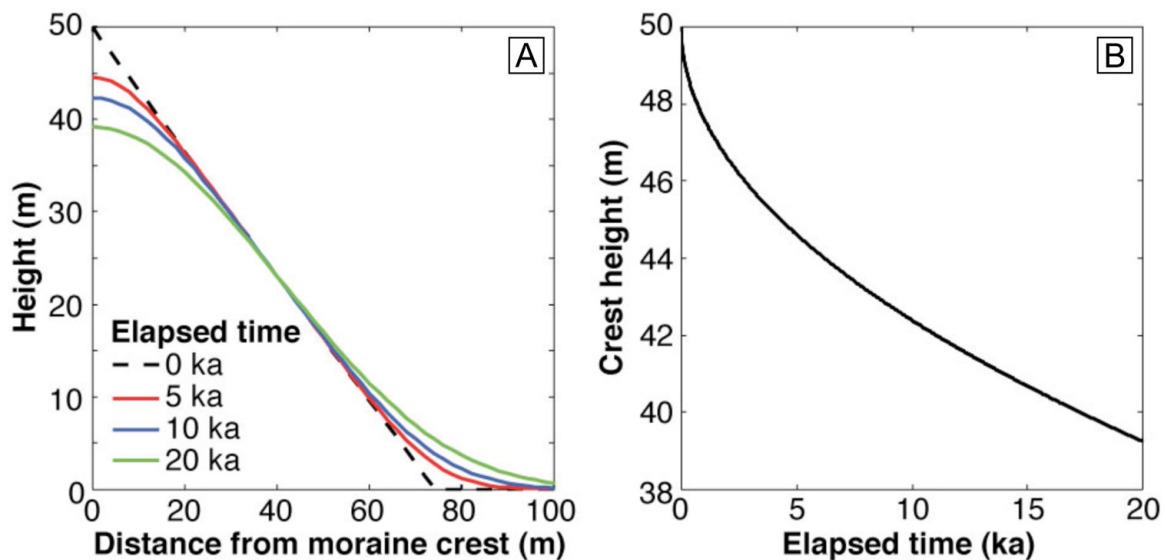 A
Height (m)
50
40
30
20
10
0
Elapsed time
0 ka
5 ka
10 ka
20 ka
0 20 40 60 80 100
Distance from moraine crest (m)
B
Crest height (m)
50
48
46
44
42
40
38
0 5 10 15 20
Elapsed time (ka)